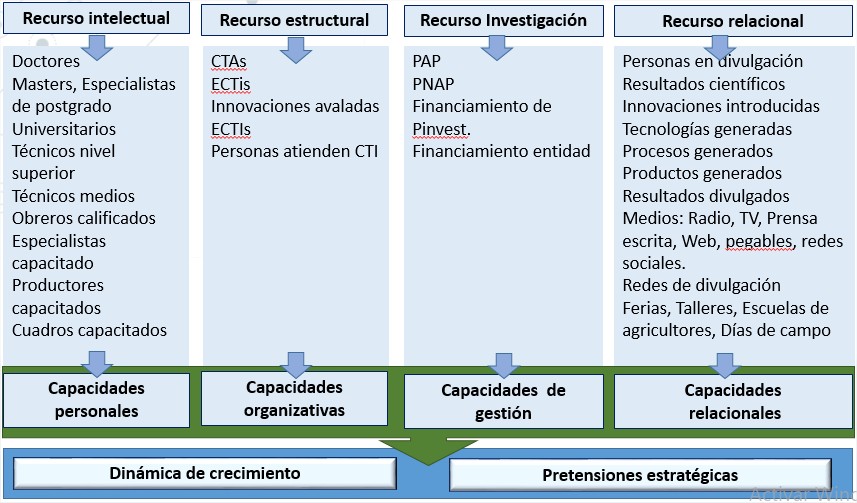 Recurso intelectual
Doctores
Masters, Especialistas
de postgrado
Universitarios
Técnicos nivel
superior
Técnicos medios
Obreros calificados
Especialistas
capacitado
Productores
capacitados
Cuadros capacitados
Capacidades
personales
Recurso estructural
CTAs
ECTis
Innovaciones avaladas
ECTIs
Personas atienden CTI
Capacidades
organizativas
Recurso Investigación
PAP
PNAP
Financiamiento de
Pinvest.
Financiamiento entidad
Capacidades de
gestión
Recurso relacional
Personas en divulgación
Resultados científicos
Innovaciones introducidas
Tecnologías generadas
Procesos generados
Productos generados
Resultados divulgados
Medios: Radio, TV, Prensa
escrita, Web, pegables, redes
sociales.
Redes de divulgación
Ferias, Talleres, Escuelas de
agricultores, Días de campo
Capacidades
relacionales
Dinámica de crecimiento
Pretensiones estratégicas